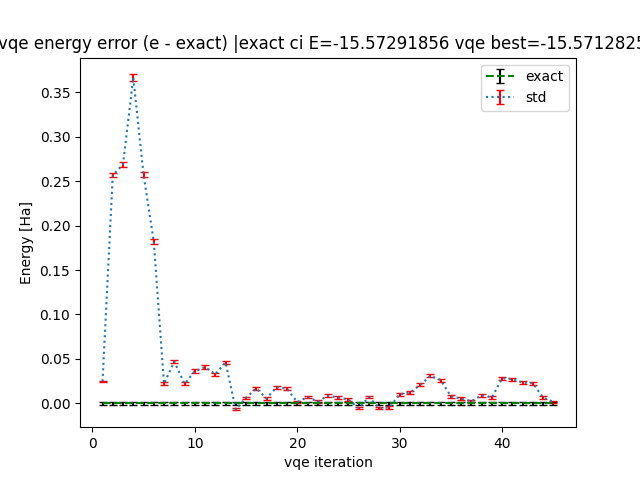 vqe energy error (e - exact) |exact ci E=-15.57291856 vqe best=-15.5712825
exact
std
Energy [Ha]
0.35
0.30
0.25
0.20
0.15
0.10
0.05
0.00
0 10 20 30 40
vqe iteration